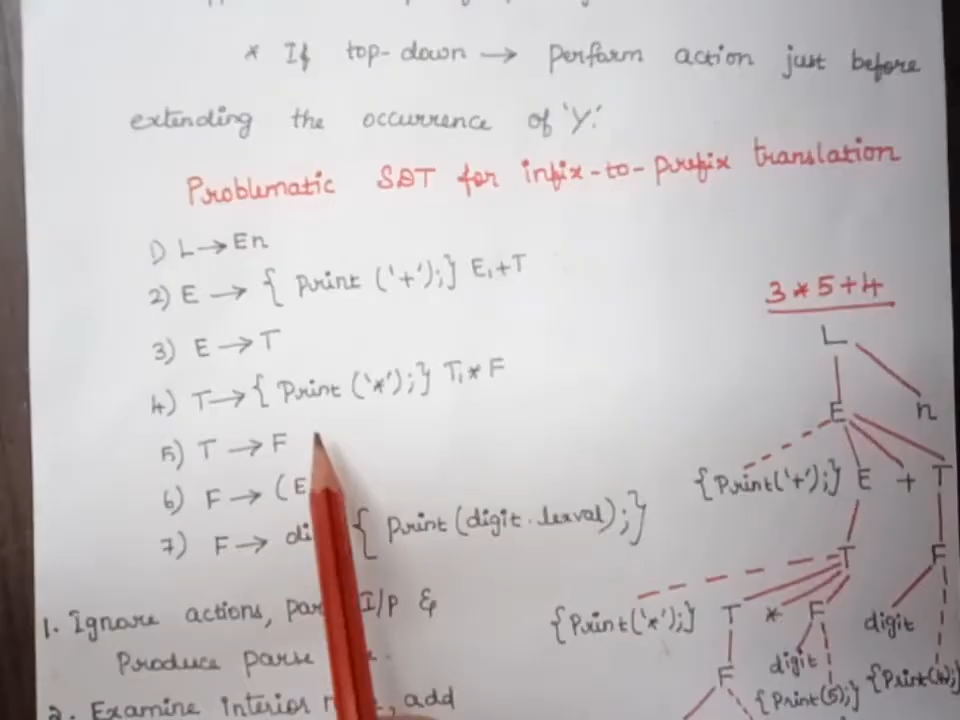 * If top-down → perform action just before
extending the occurrence of 'Y'.
Problematic SDT for infix-to-prefix translation
1) L → En
2) E → { Print ('+');} E₁+T
3) E → T
4) T → { Print ('*');} T₁* F
5) T → F
6) F → (E
7) F → { Print (digit.lexval);}
1. Ignore actions, I/P &
Produce parse
2. Examine interior add
3*5+4
L
E n
{Print('+');} E + T
T F
{Print('*');} T * F digit
F digit {Print(5);} {Print(4);}